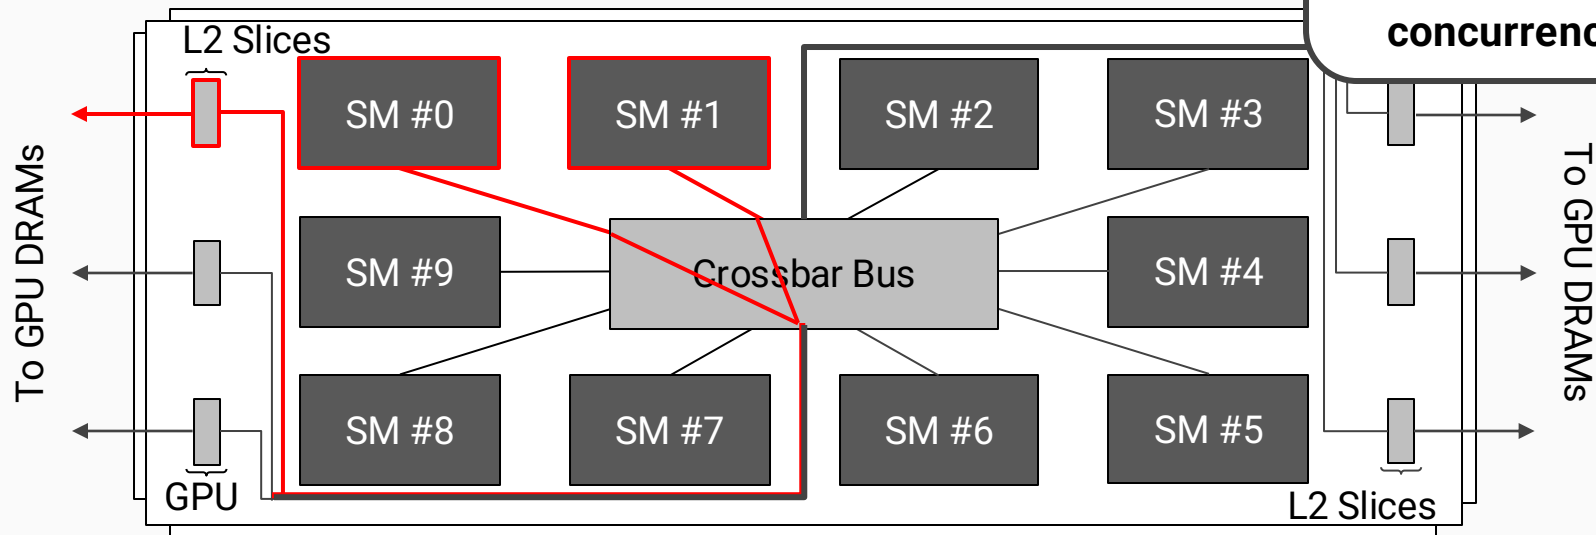 concurrenc
L2 Slices
SM #0
SM #1
SM #2
SM #3
To GPU DRAMs
To GPU DRAMs
SM #9
Crossbar Bus
SM #4
SM #8
SM #7
SM #6
SM #5
GPU
L2 Slices